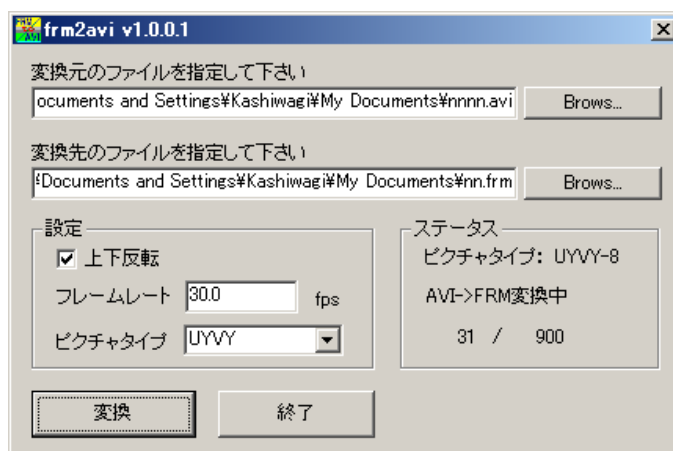 frm2avi v1.0.0.1
変換元のファイルを指定して下さい
ocuments and Settings¥Kashiwagi¥My Documents¥nnnn.avi
Brows...
変換先のファイルを指定して下さい
¥Documents and Settings¥Kashiwagi¥My Documents¥nn.frm
Brows...
設定
上下反転
フレームレート 30.0 fps
ピクチャタイプ UYVY
ステータス
ピクチャタイプ: UYVY-8
AVI->FRM変換中
31 / 900
変換
終了